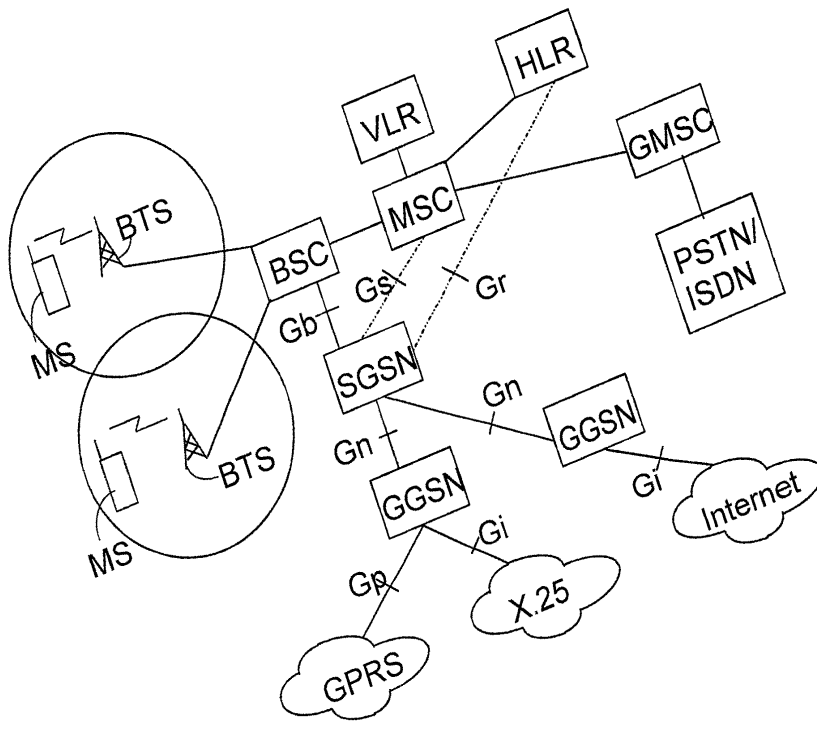 HLR
VLR
GMSC
MSC
BTS
BSC
PSTN/
ISDN
Gs
Gr
Gb
MS
SGSN
Gn
GGSN
Gn
BTS
GGSN
Gi
Internet
MS
Gi
Gp
X.25
GPRS